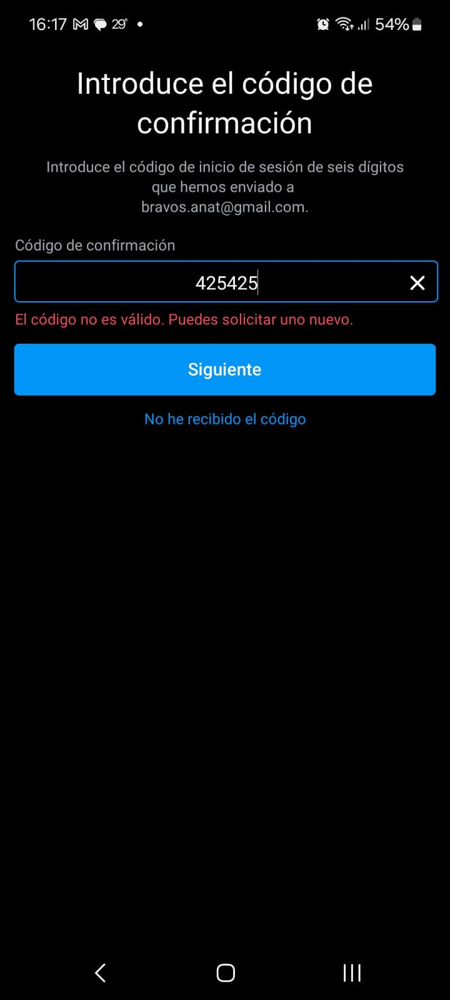 16:17 29° 54%
Introduce el código de
confirmación
Introduce el código de inicio de sesión de seis dígitos
que hemos enviado a
bravos.anat@gmail.com.
Código de confirmación
425425
El código no es válido. Puedes solicitar uno nuevo.
Siguiente
No he recibido el código